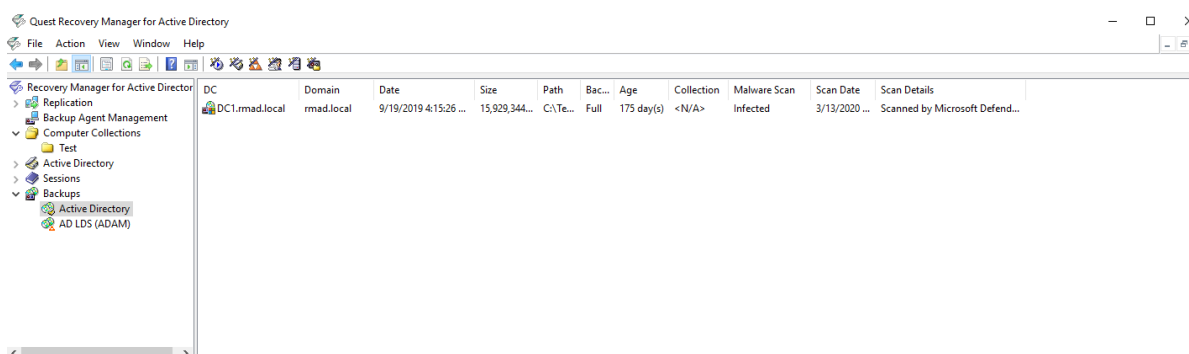 Quest Recovery Manager for Active Directory
File Action View Window Help
Recovery Manager for Active Director
Replication
Backup Agent Management
Computer Collections
Test
Active Directory
Sessions
Backups
Active Directory
AD LDS (ADAM)
DC Domain Date Size Path Bac... Age Collection Malware Scan Scan Date Scan Details
DC1.rmad.local rmad.local 9/19/2019 4:15:26 ... 15,929,344... C:\Te... Full 175 day(s) <N/A> Infected 3/13/2020 ... Scanned by Microsoft Defend...